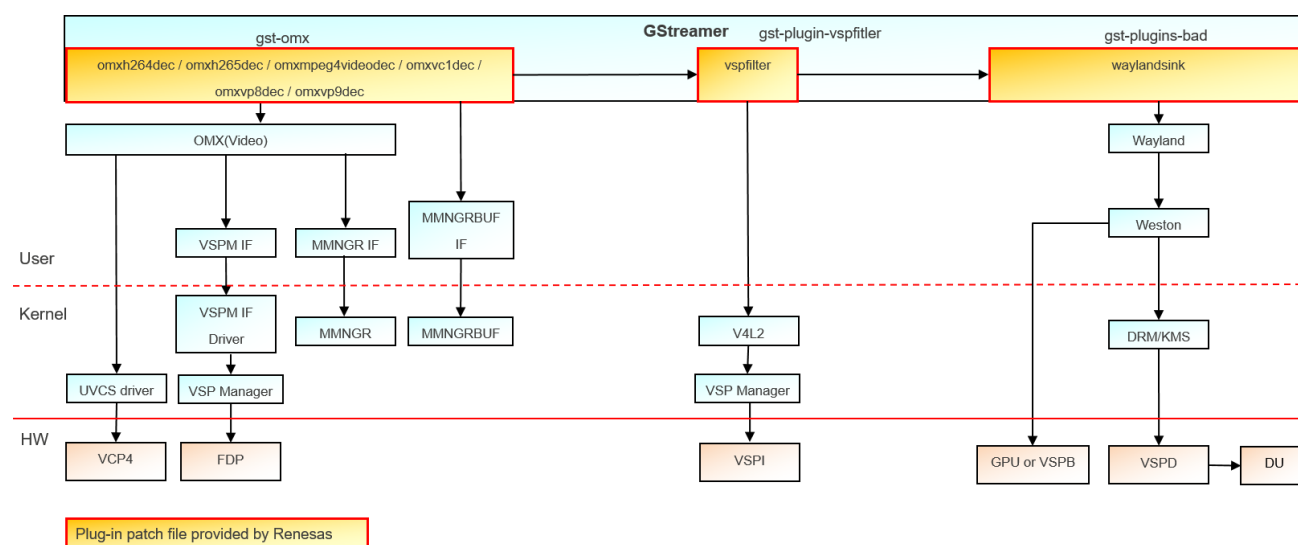 GStreamer
gst-omx
gst-plugin-vspfitler
gst-plugins-bad
omxh264dec / omxh265dec / omxmpeg4videodec / omxvc1dec /
omxvp8dec / omxvp9dec
vspfilter
waylandsink
OMX(Video)
Wayland
MMNGRBUF
IF
VSPM IF
MMNGR IF
Weston
User
Kernel
VSPM IF
Driver
MMNGR
MMNGRBUF
V4L2
DRM/KMS
UVCS driver
VSP Manager
VSP Manager
HW
VCP4
FDP
VSPI
GPU or VSPB
VSPD
DU
Plug-in patch file provided by Renesas